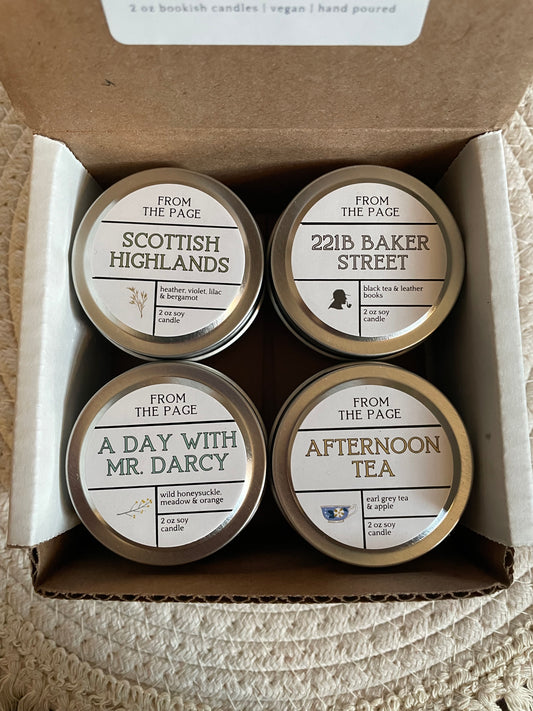 2 oz bookish candles | vegan | hand poured
FROM
THE PAGE
SCOTTISH
HIGHLANDS
heather, violet, lilac
& bergamot
2 oz soy
candle
FROM
THE PAGE
221B BAKER
STREET
black tea & leather
books
2 oz soy
candle
FROM
THE PAGE
A DAY WITH
MR. DARCY
wild honeysuckle,
meadow & orange
2 oz soy
candle
FROM
THE PAGE
AFTERNOON
TEA
earl grey tea
& apple
2 oz soy
candle